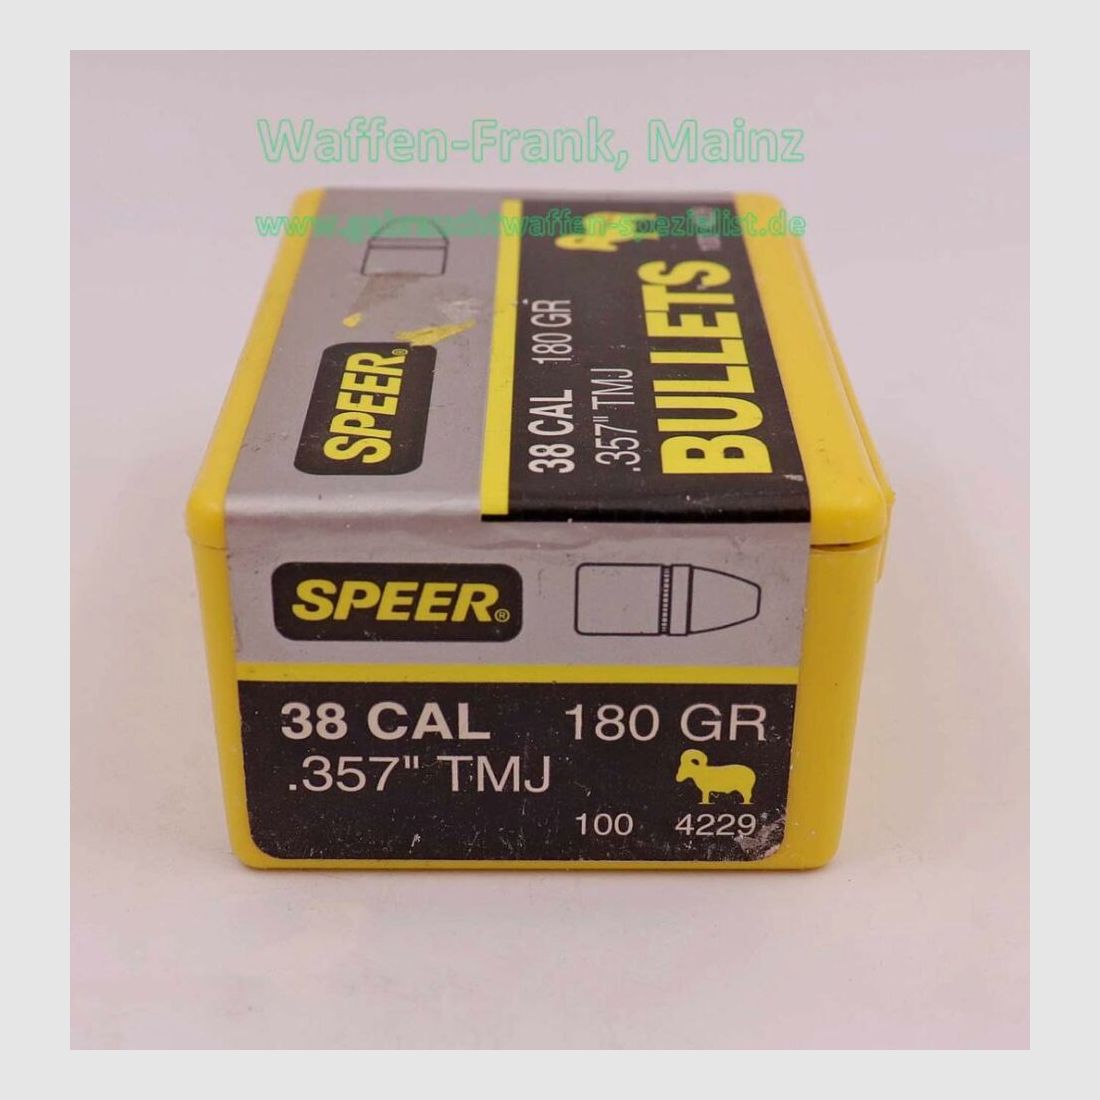 Waffen-Frank, Mainz
www.gebrauchtwaffen-spezialist.de
SPEER®
38 CAL 180 GR
.357" TMJ
BULLETS
SPEER®
38 CAL 180 GR
.357" TMJ
100 4229